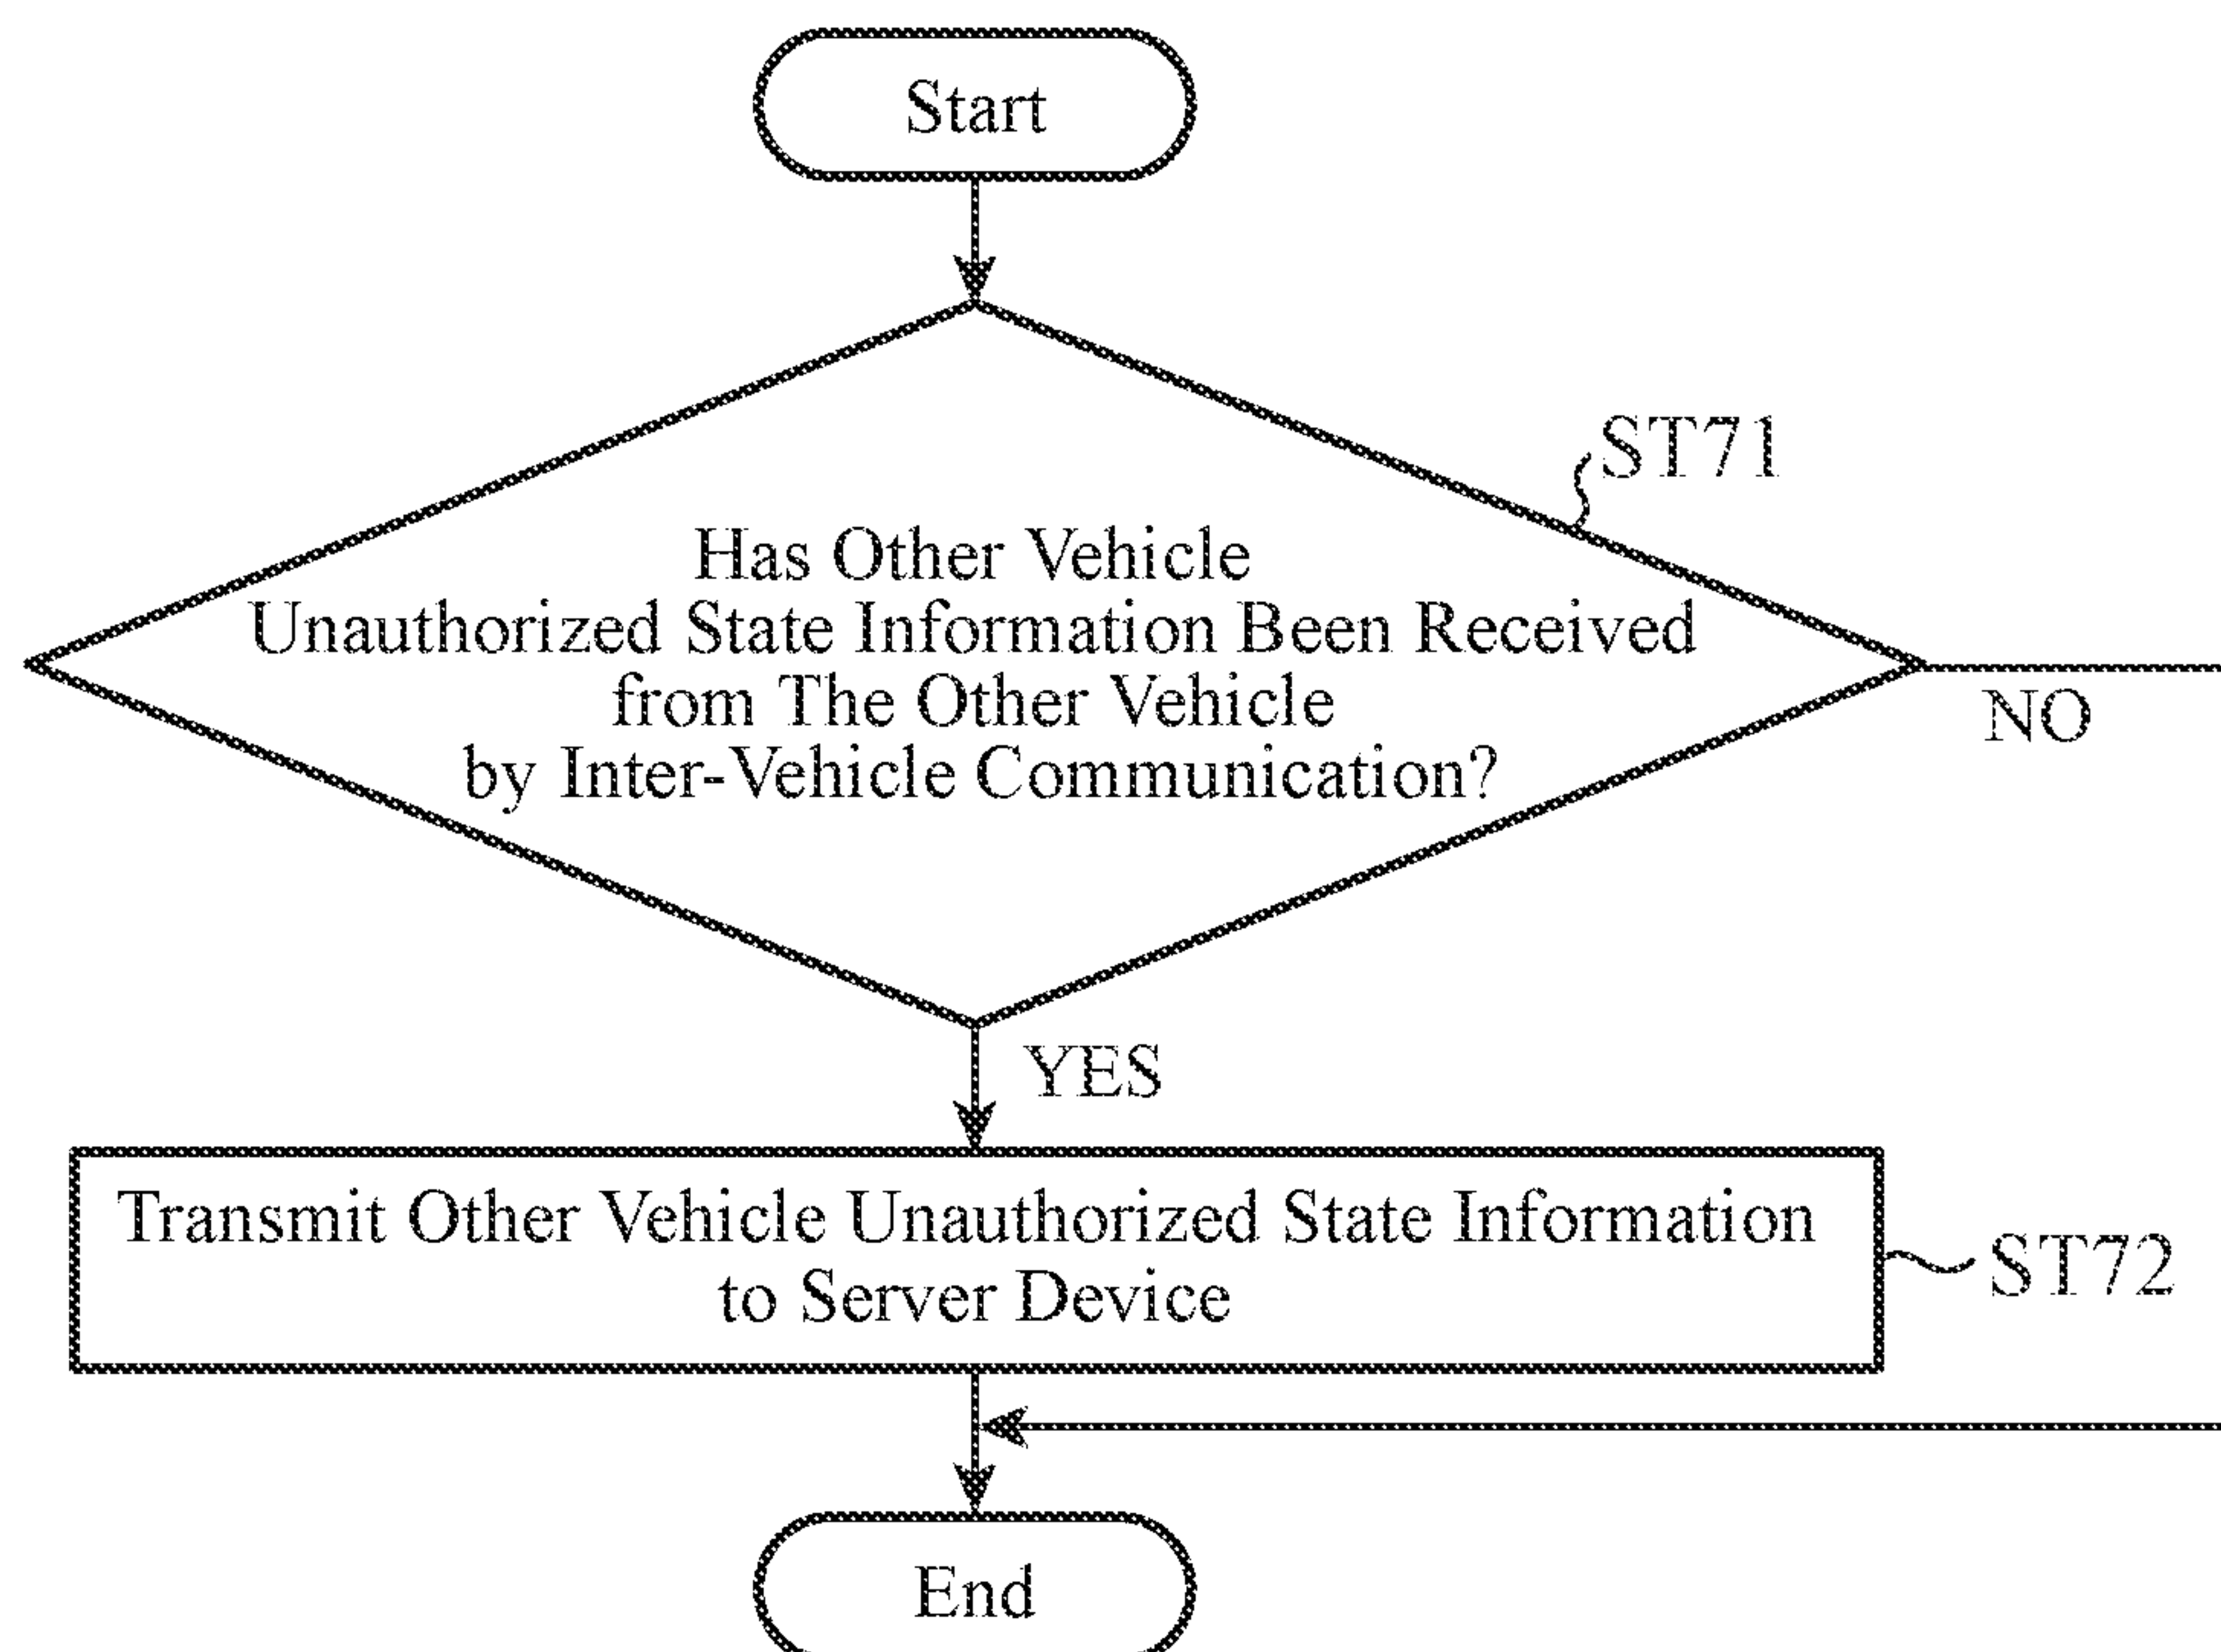 Start
ST71
Has Other Vehicle
Unauthorized State Information Been Received
from The Other Vehicle
by Inter-Vehicle Communication?
NO
YES
Transmit Other Vehicle Unauthorized State Information
to Server Device
ST72
End